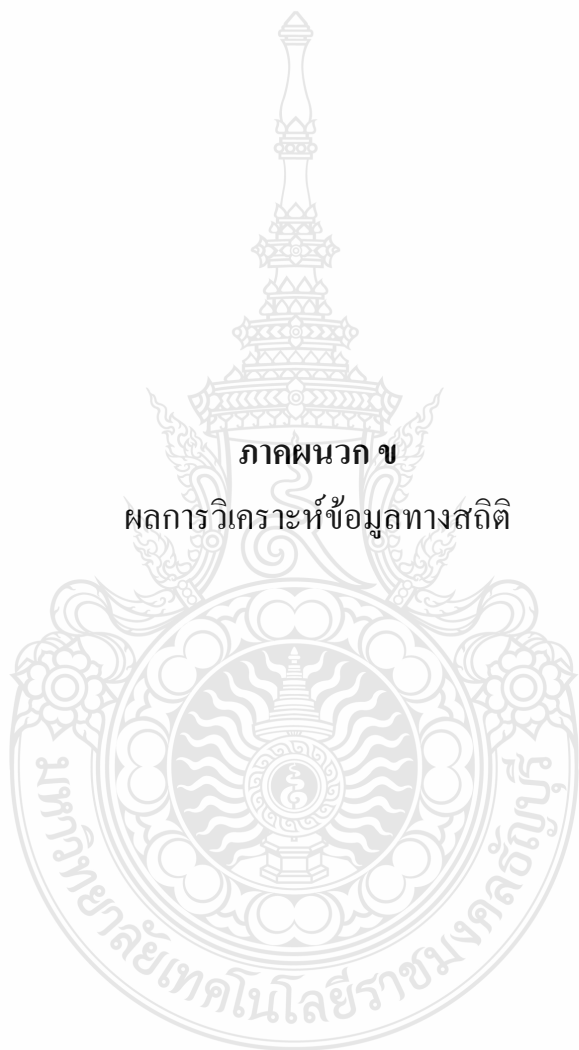 ภาคผนวก ข
ผลการวิเคราะห์ข้อมูลทางสถิติ
มหาวิทยาลัยเทคโนโลยีราชมงคลธัญบุรี